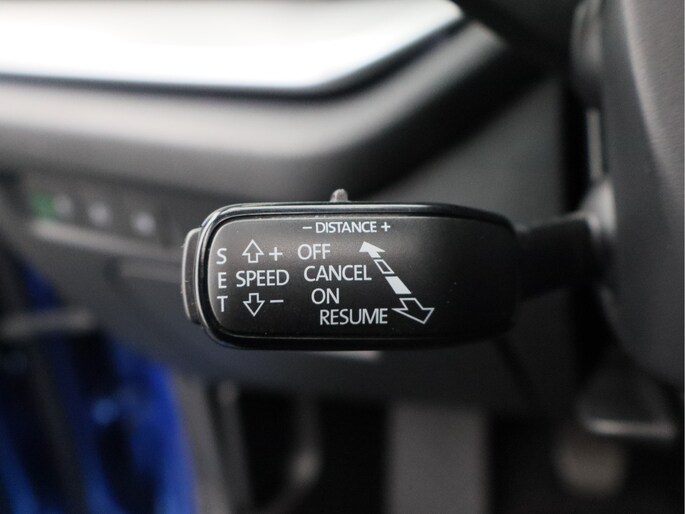 − DISTANCE +
S + OFF
E SPEED CANCEL
T − ON
RESUME